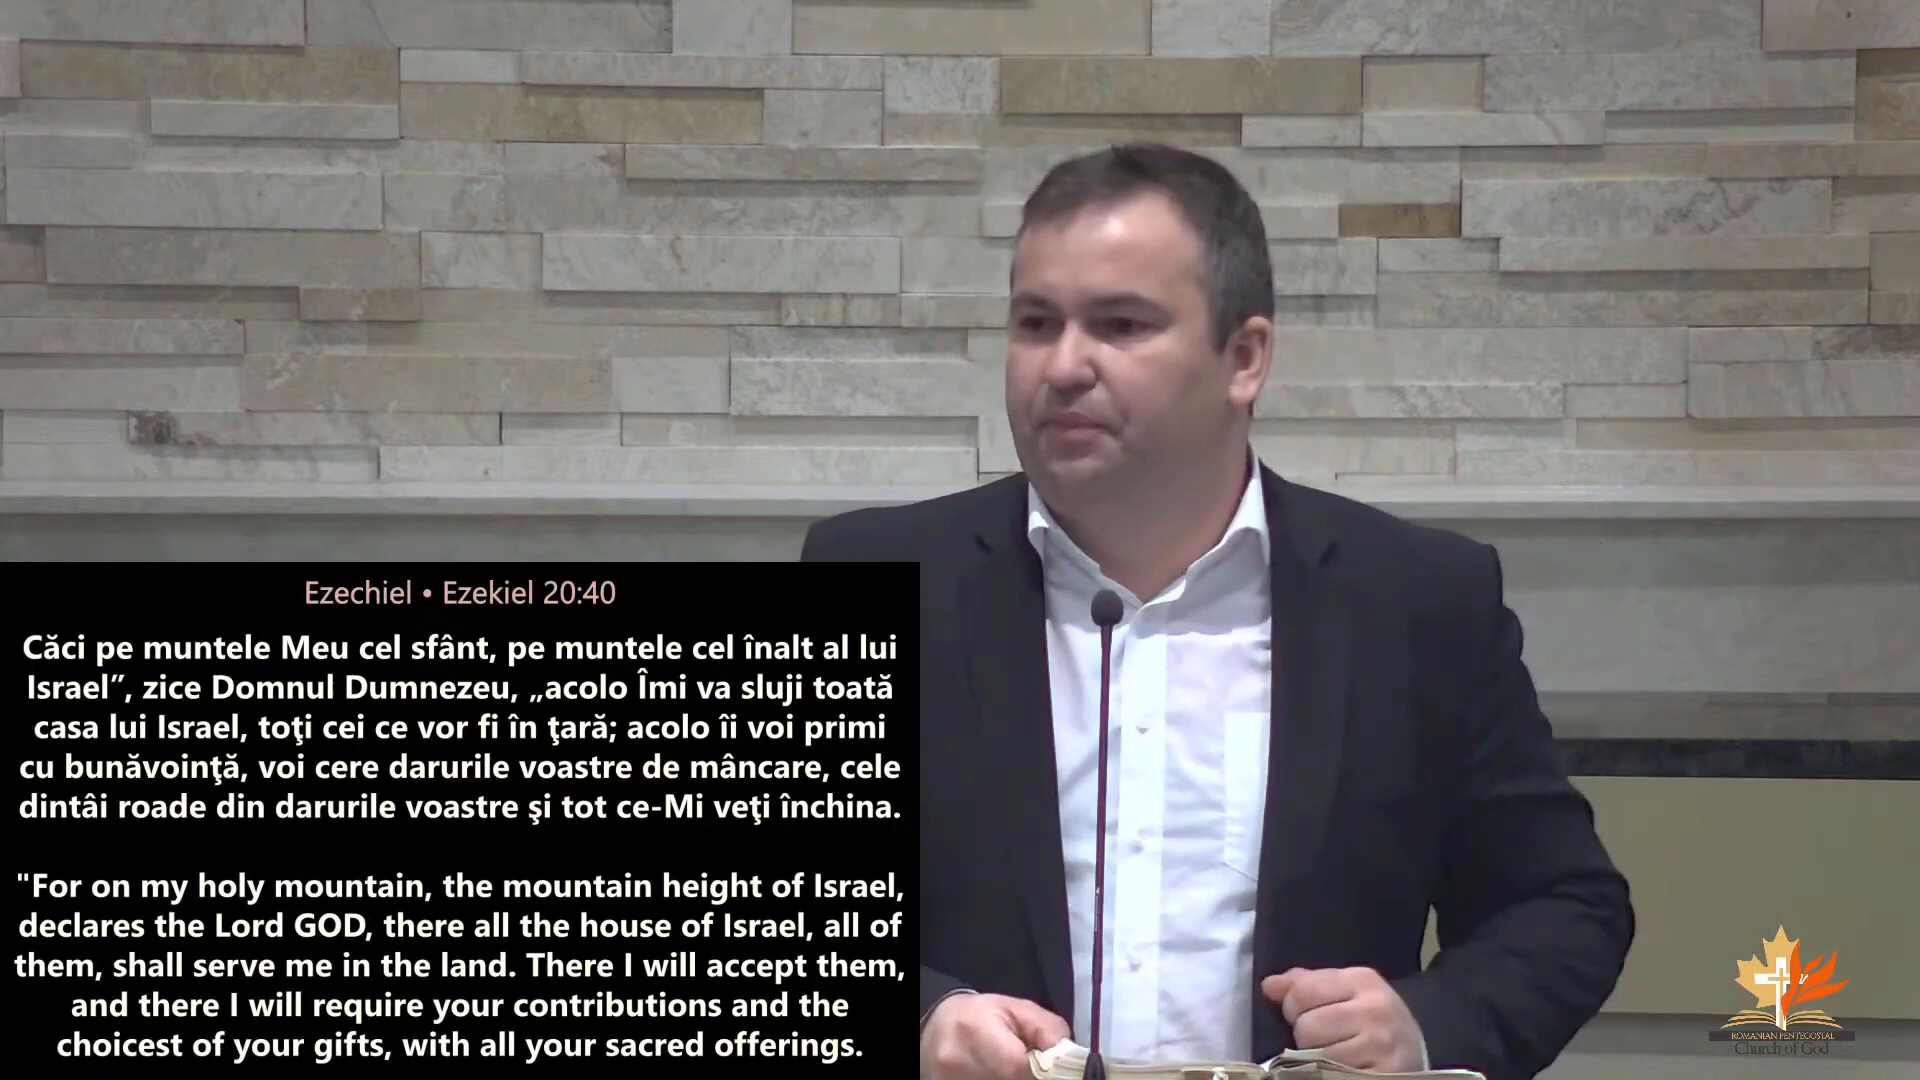 Ezechiel • Ezekiel 20:40
Căci pe muntele Meu cel sfânt, pe muntele cel înalt al lui
Israel”, zice Domnul Dumnezeu, „acolo Îmi va sluji toată
casa lui Israel, toţi cei ce vor fi în ţară; acolo îi voi primi
cu bunăvoinţă, voi cere darurile voastre de mâncare, cele
dintâi roade din darurile voastre şi tot ce-Mi veţi închina.
"For on my holy mountain, the mountain height of Israel,
declares the Lord GOD, there all the house of Israel, all of
them, shall serve me in the land. There I will accept them,
and there I will require your contributions and the
choicest of your gifts, with all your sacred offerings.
ROMANIAN PENTECOSTAL
Church of God